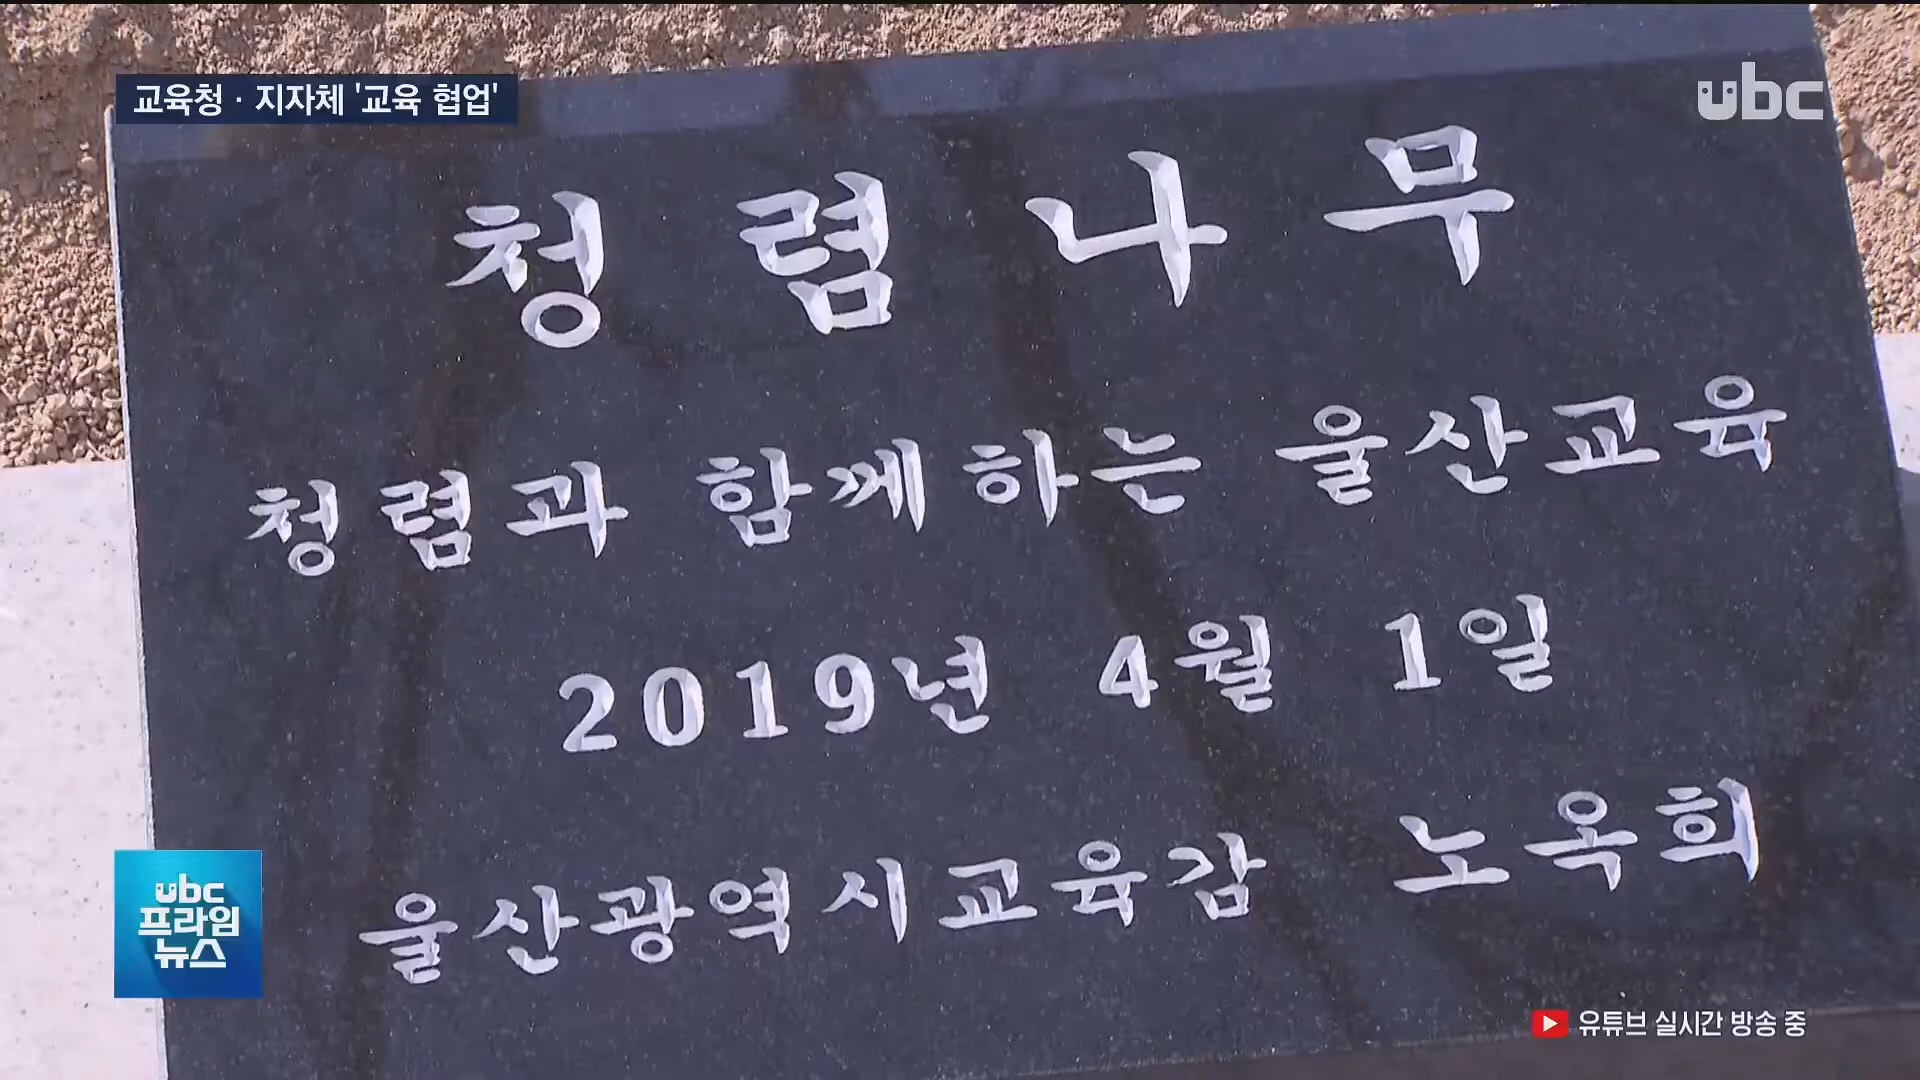 교육청 · 지자체 '교육 협업'
ubc
청렴나무
청렴과 함께하는 울산교육
2019년 4월 1일
울산광역시교육감 노옥희
ubc
프라임
뉴스
유튜브 실시간 방송 중